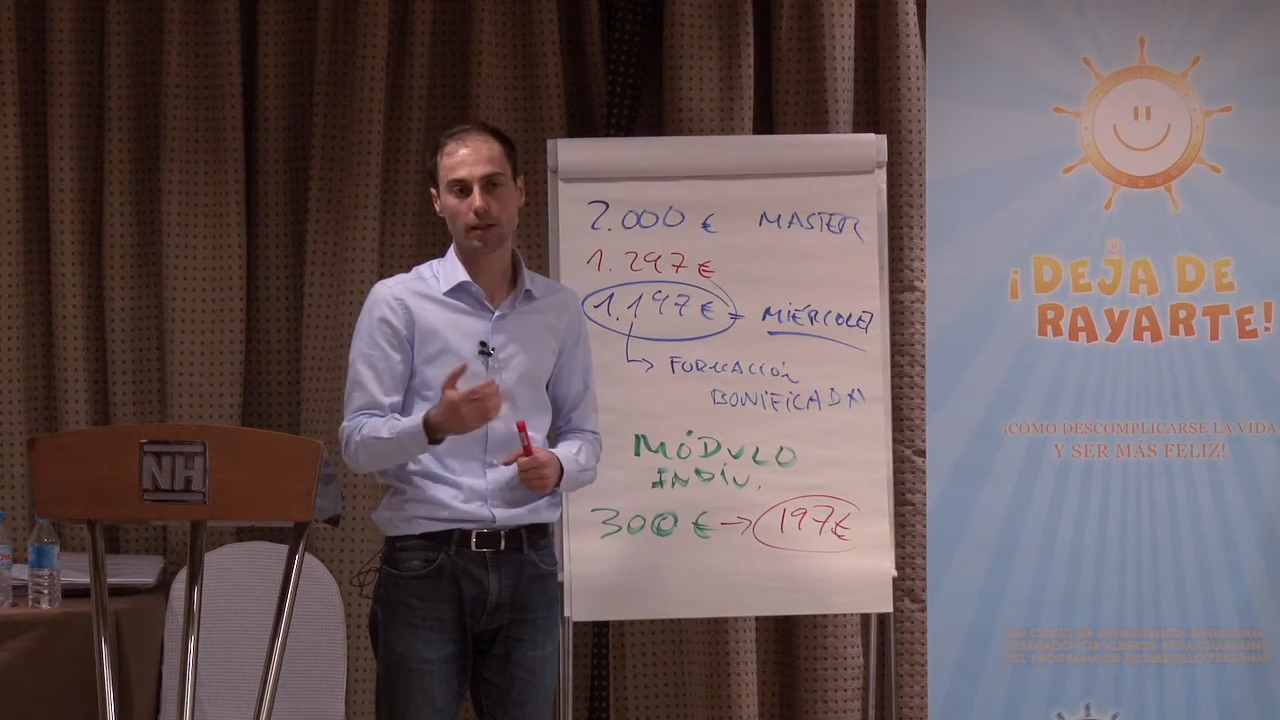 2.000 € MASTER
1.297 €
1.197 € = MIÉRCOLES
FORMACIÓN
BONIFICADA
MÓDULO
INDIV.
300 € → 197 €
NH
¡DEJA DE
RAYARTE!
¡CÓMO DESCOMPLICARSE LA VIDA
Y SER MÁS FELIZ!